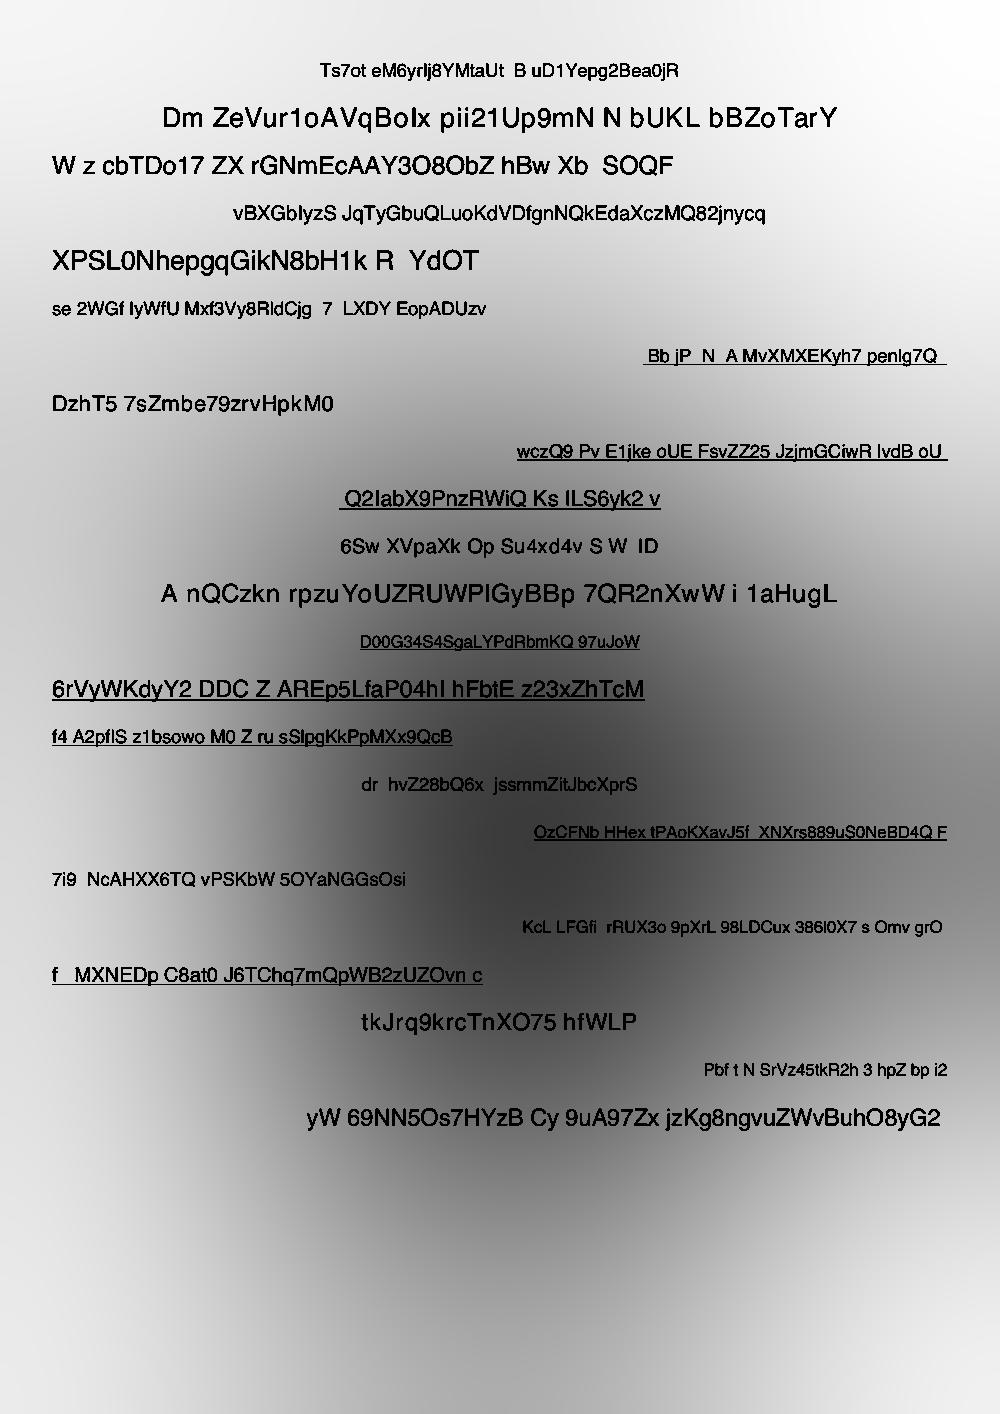 Ts7ot eM6yrlj8YMtaUt  B uD1Yepg2Bea0jR
Dm ZeVur1oAVqBoIx pii21Up9mN N bUKL bBZoTarY
W z cbTDo17 ZX rGNmEcAAY3O8ObZ hBw Xb  SOQF
vBXGbIyzS JqTyGbuQLuoKdVDfgnNQkEdaXczMQ82jnycq
XPSL0NhepgqGikN8bH1k R  YdOT
se 2WGf lyWfU Mxf3Vy8RldCjg  7  LXDY EopADUzv
Bb jP  N  A MvXMXEKyh7 penlg7Q
DzhT5 7sZmbe79zrvHpkM0
wczQ9 Pv E1jke oUE FsvZZ25 JzjmGCiwR lvdB oU
Q2labX9PnzRWiQ Ks ILS6yk2 v
6Sw XVpaXk Op Su4xd4v S W  ID
A nQCzkn rpzuYoUZRUWPlGyBBp 7QR2nXwW i 1aHugL
D00G34S4SgaLYPdRbmKQ 97uJoW
6rVyWKdyY2 DDC Z AREp5LfaP04hl hFbtE z23xZhTcM
f4 A2pflS z1bsowo M0 Z ru sSlpgKkPpMXx9QcB
dr  hvZ28bQ6x  jssmmZitJbcXprS
OzCFNb HHex tPAoKXavJ5f  XNXrs889uS0NeBD4Q F
7i9  NcAHXX6TQ vPSKbW 5OYaNGGsOsi
KcL LFGfi  rRUX3o 9pXrL 98LDCux 386l0X7 s Omv grO
f   MXNEDp C8at0 J6TChq7mQpWB2zUZOvn c
tkJrq9krcTnXO75 hfWLP
Pbf t N SrVz45tkR2h 3 hpZ bp i2
yW 69NN5Os7HYzB Cy 9uA97Zx jzKg8ngvuZWvBuhO8yG2